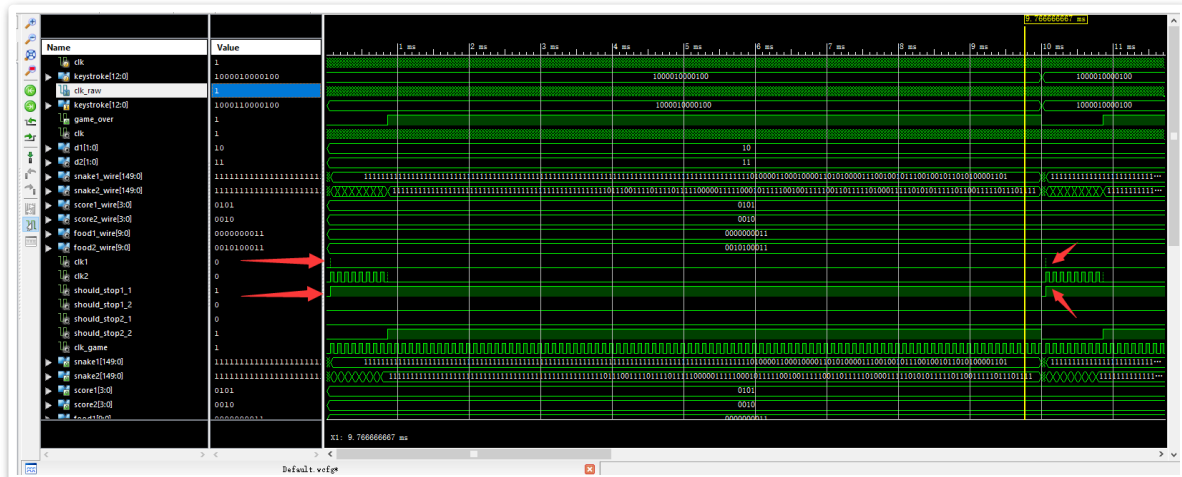 9.766666667 ms
Name Value
1 ms 2 ms 3 ms 4 ms 5 ms 6 ms 7 ms 8 ms 9 ms 10 ms 11 ms
clk 1
keystroke[12:0] 1000010000100 1000010000100 1000010000100
clk_raw 1
keystroke[12:0] 1000110000100 1000010000100 1000010000100
game_over 1
clk 1
d1[1:0] 10 10
d2[1:0] 11 11
snake1_wire[149:0]
snake2_wire[149:0]
score1_wire[3:0] 0101 0101
score2_wire[3:0] 0010 0010
food1_wire[9:0] 0000000011 0000000011
food2_wire[9:0] 0010100011 0010100011
clk1 0
clk2 0
should_stop1_1 1
should_stop1_2 0
should_stop2_1 0
should_stop2_2 1
clk_game 1
snake1[149:0]
snake2[149:0]
score1[3:0] 0101 0101
score2[3:0] 0010 0010
X1: 9.766666667 ms
Default.wcfg*